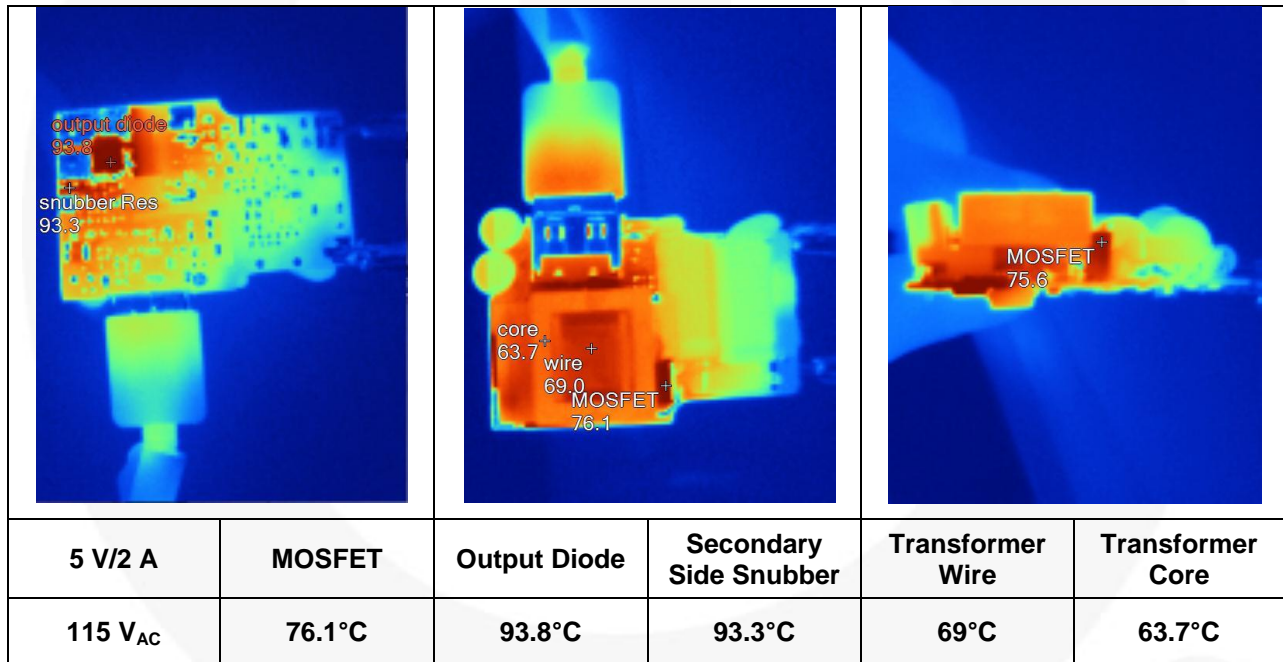 output diode
93.8
snubber Res
93.3
core
63.7
wire
69.0
MOSFET
76.1
MOSFET
75.6
5 V/2 A MOSFET Output Diode Secondary Side Snubber Transformer Wire Transformer Core
115 VAC 76.1°C 93.8°C 93.3°C 69°C 63.7°C